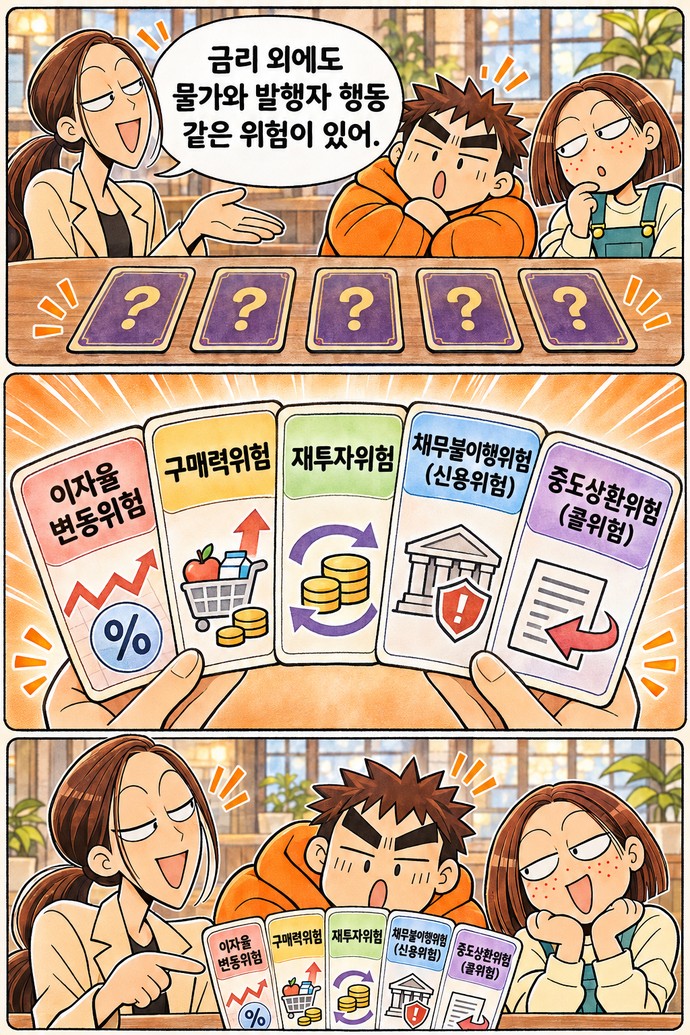 금리 외에도
물가와 발행자 행동
같은 위험이 있어.
?
?
?
?
?
이자율
변동위험
%
구매력위험
재투자위험
채무불이행위험
(신용위험)
!
중도상환위험
(콜위험)
이자율
변동위험
%
구매력위험
재투자위험
채무불이행위험
(신용위험)
!
중도상환위험
(콜위험)